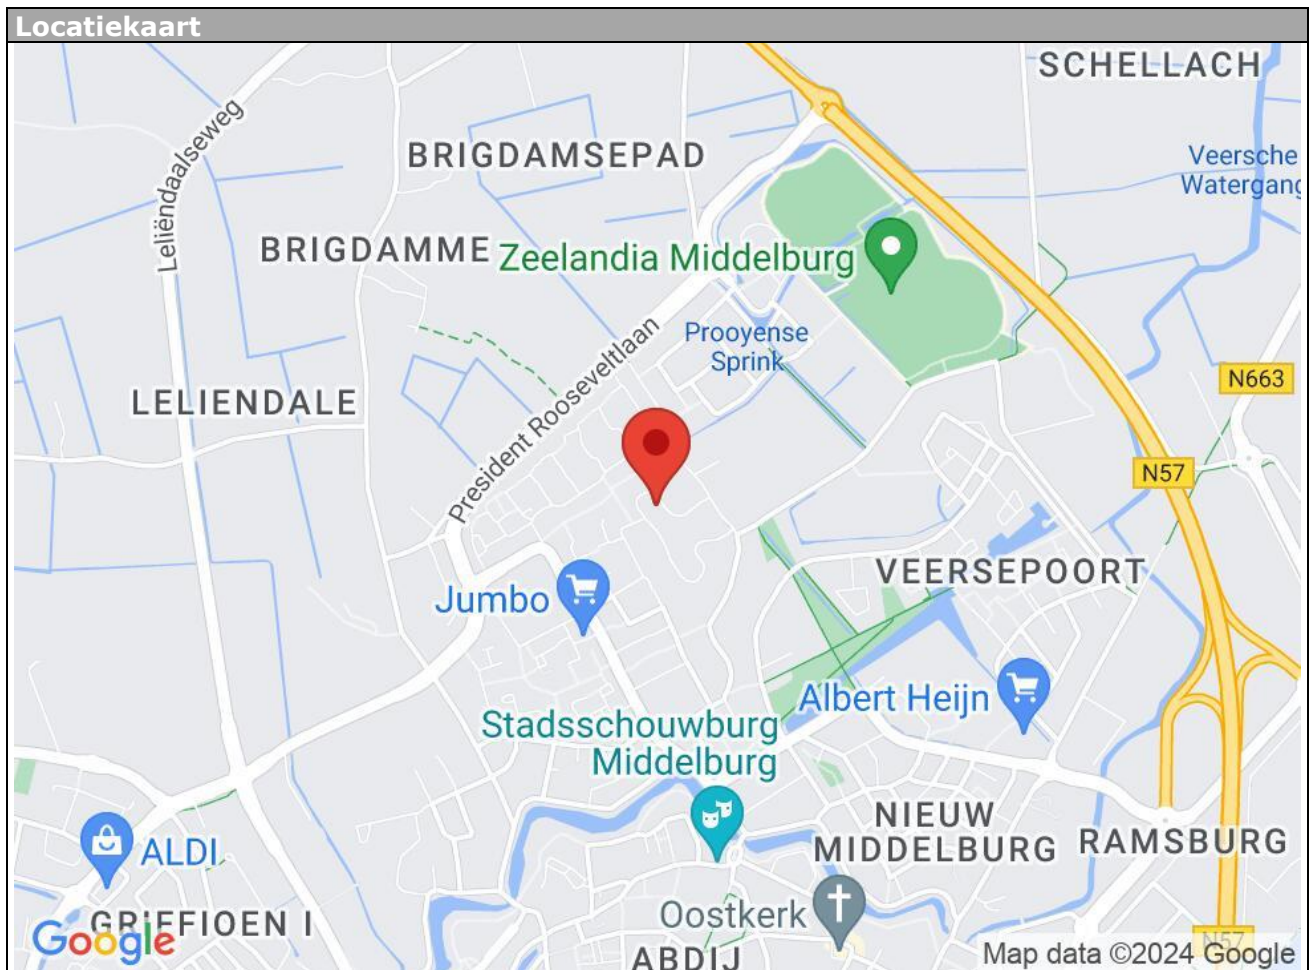 Locatiekaart
SCHELLACH
Leliëndaalseweg
BRIGDAMSEPAD
Veersche
Watergang
BRIGDAMME
Zeelandia Middelburg
President Rooseveltlaan
Prooyense
Sprink
N663
LELIENDALE
N57
VEERSEPOORT
Jumbo
Albert Heijn
Stadsschouwburg
Middelburg
NIEUW
MIDDELBURG
RAMSBURG
ALDI
Oostkerk
GRIFFIOEN I
Google
N57
ABDIJ
Map data ©2024 Google